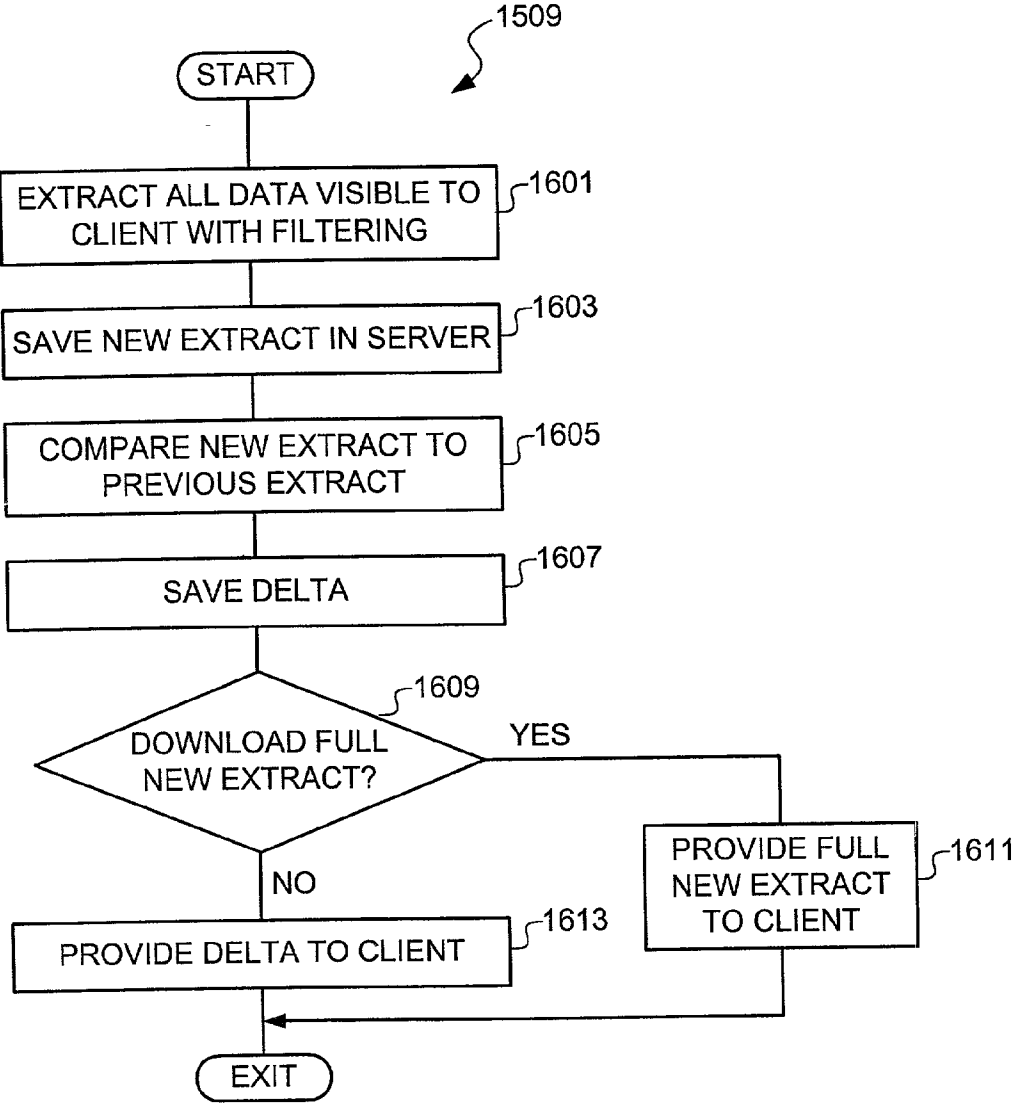 1509
START
EXTRACT ALL DATA VISIBLE TO
CLIENT WITH FILTERING
1601
SAVE NEW EXTRACT IN SERVER
1603
COMPARE NEW EXTRACT TO
PREVIOUS EXTRACT
1605
SAVE DELTA
1607
DOWNLOAD FULL
NEW EXTRACT?
1609
YES
PROVIDE FULL
NEW EXTRACT
TO CLIENT
1611
NO
PROVIDE DELTA TO CLIENT
1613
EXIT